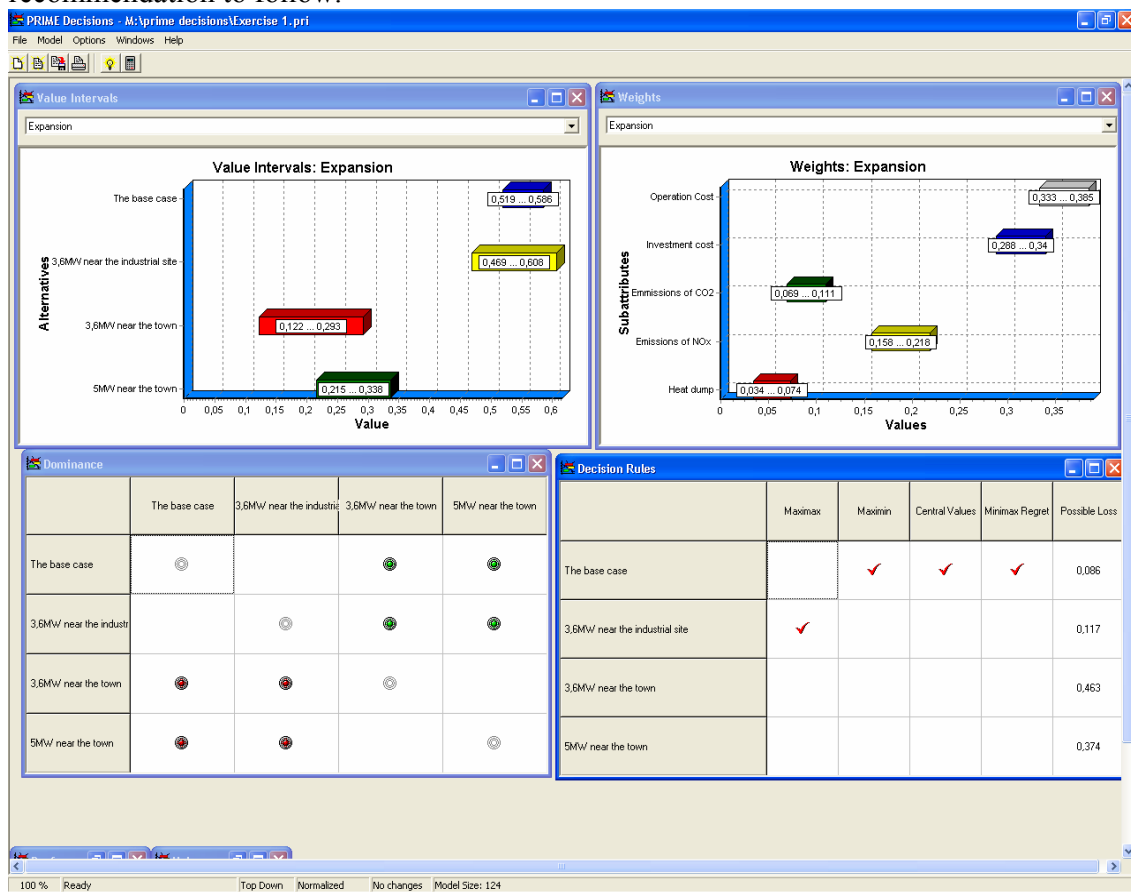 recommendation to follow.
PRIME Decisions - M:\prime decisions\Exercise 1.pri
File Model Options Windows Help
Value Intervals
Expansion
Value Intervals: Expansion
Alternatives
The base case
0,519 ... 0,586
3,6MW near the industrial site
0,469 ... 0,608
3,6MW near the town
0,122 ... 0,293
5MW near the town
0,215 ... 0,338
0 0,05 0,1 0,15 0,2 0,25 0,3 0,35 0,4 0,45 0,5 0,55 0,6
Value
Weights
Expansion
Weights: Expansion
Subattributes
Operation Cost
0,333 ... 0,385
Investment cost
0,288 ... 0,34
Emmissions of CO2
0,069 ... 0,111
Emissions of NOx
0,158 ... 0,218
Heat dump
0,034 ... 0,074
0 0,05 0,1 0,15 0,2 0,25 0,3 0,35
Values
Dominance
The base case 3,6MW near the industria 3,6MW near the town 5MW near the town
The base case
3,6MW near the industr
3,6MW near the town
5MW near the town
Decision Rules
Maximax Maximin Central Values Minimax Regret Possible Loss
The base case 0,086
3,6MW near the industrial site 0,117
3,6MW near the town 0,463
5MW near the town 0,374
100 % Ready Top Down Normalized No changes Model Size: 124